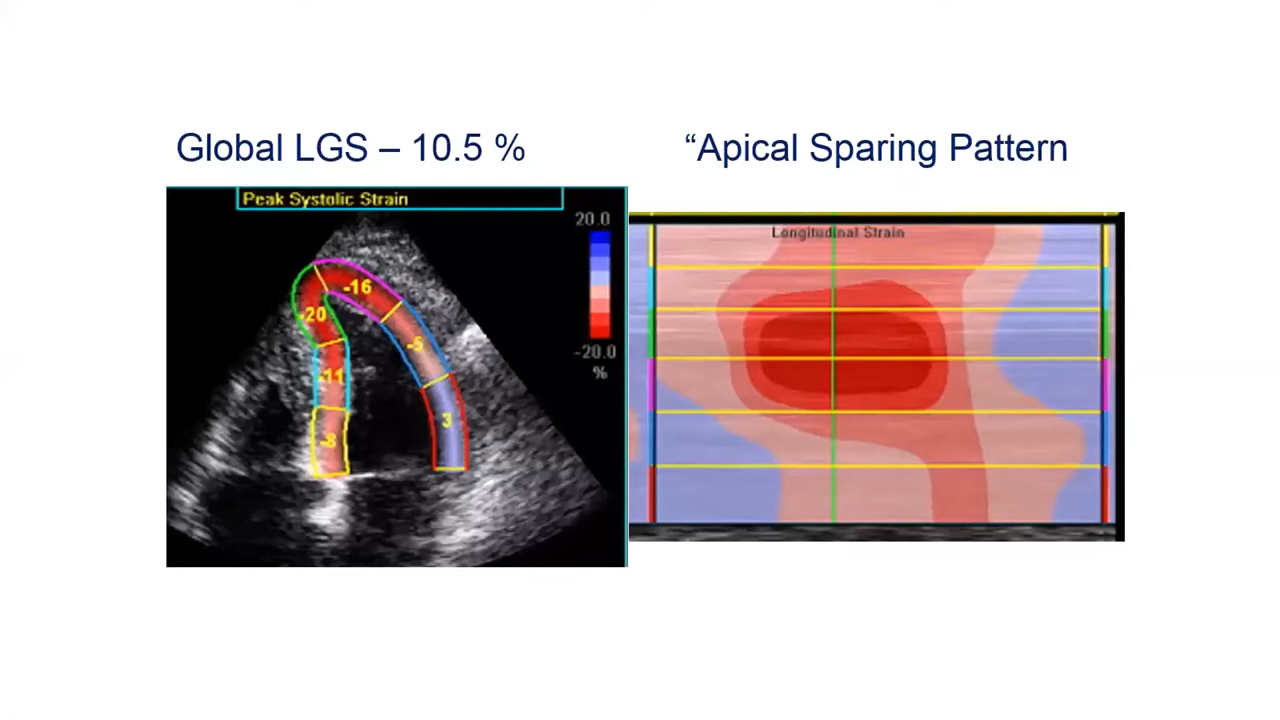 Global LGS – 10.5 %
“Apical Sparing Pattern
Peak Systolic Strain
20.0
-20.0
%
-16
-20
-11
-8
-5
3
Longitudinal Strain